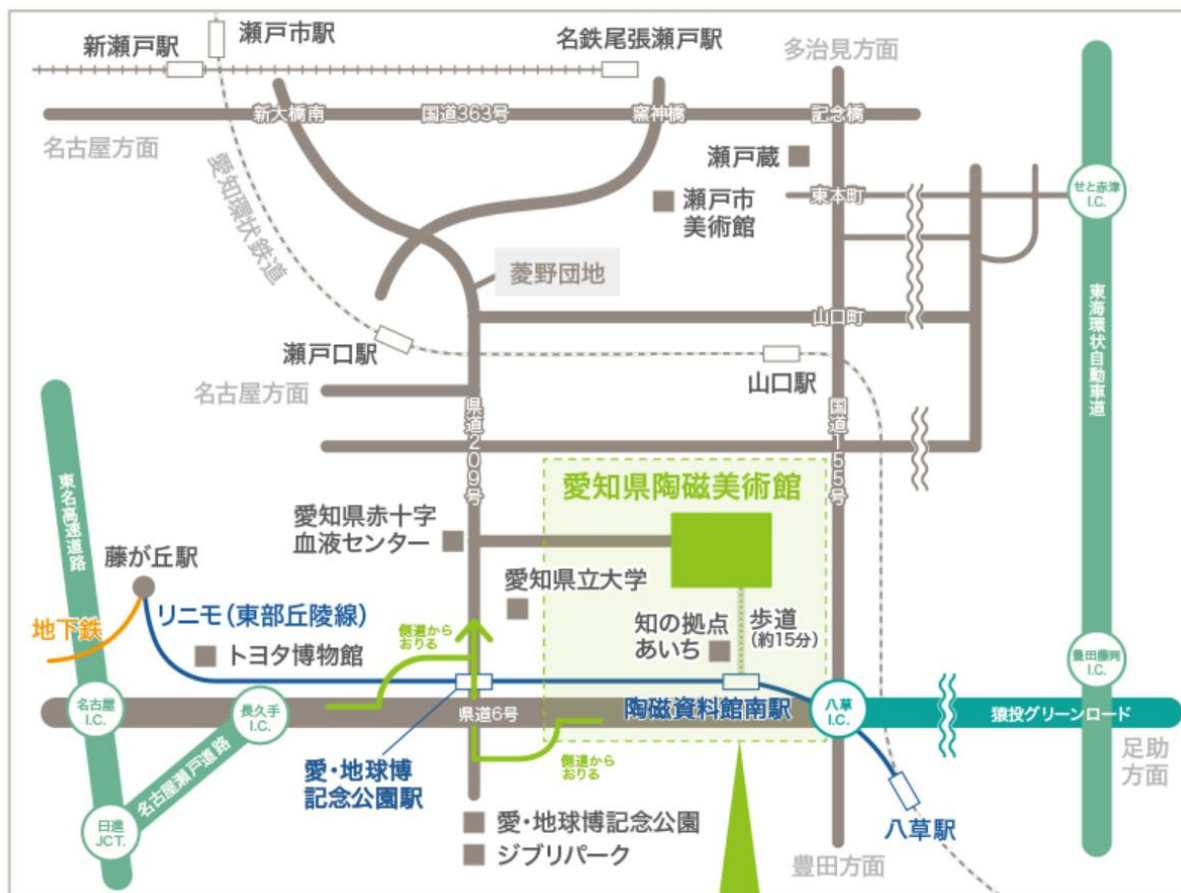 瀬戸市駅
新瀬戸駅
名鉄尾張瀬戸駅
多治見方面
新大橋南
国道363号
窯神橋
記念橋
名古屋方面
瀬戸蔵
せと赤津
I.C.
東本町
瀬戸市
美術館
愛知環状鉄道
菱野団地
東海環状自動車道
山口町
瀬戸口駅
山口駅
名古屋方面
県道209号
国道155号
愛知県陶磁美術館
東名高速道路
愛知県赤十字
血液センター
藤が丘駅
愛知県立大学
リニモ(東部丘陵線)
地下鉄
側道から
おりる
知の拠点
あいち
歩道
(約15分)
トヨタ博物館
豊田藤岡
I.C.
名古屋
I.C.
長久手
I.C.
県道6号
陶磁資料館南駅
八草
I.C.
猿投グリーンロード
足助
方面
側道から
おりる
愛・地球博
記念公園駅
名古屋瀬戸道路
日進
JCT.
愛・地球博記念公園
ジブリパーク
八草駅
豊田方面